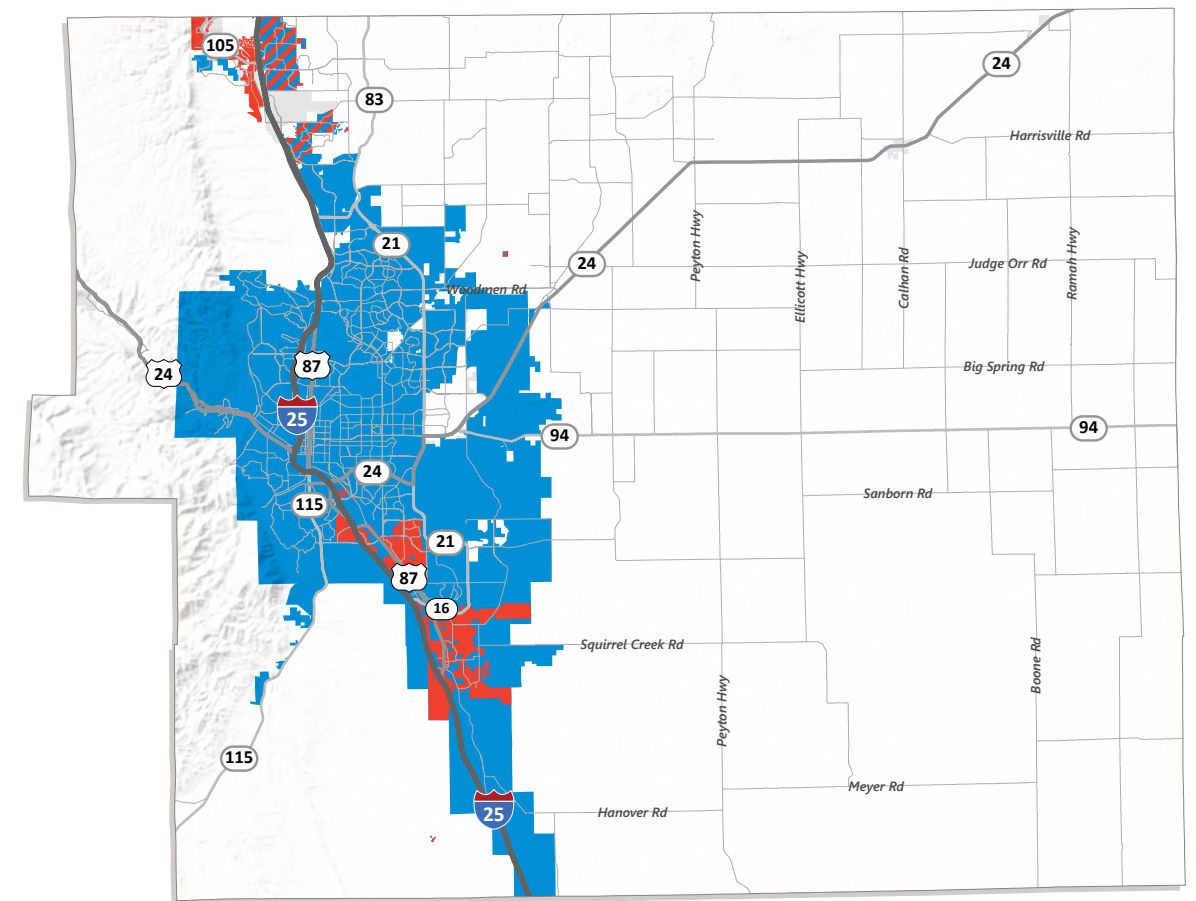 105
24
83
Harrisville Rd
21
Peyton Hwy
Ellicott Hwy
Calhan Rd
Ramah Hwy
24
Judge Orr Rd
Woodmen Rd
87
24
Big Spring Rd
25
94
94
24
Sanborn Rd
115
21
87
16
Squirrel Creek Rd
Boone Rd
Peyton Hwy
115
Meyer Rd
25
Hanover Rd